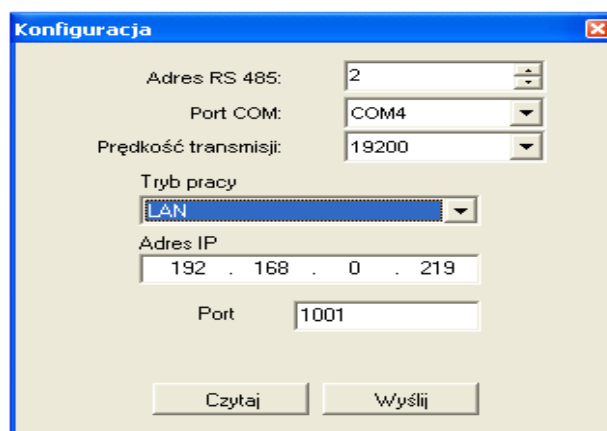 Konfiguracja
Adres RS 485: 2
Port COM: COM4
Prędkość transmisji: 19200
Tryb pracy
LAN
Adres IP
192 . 168 . 0 . 219
Port 1001
Czytaj Wyślij